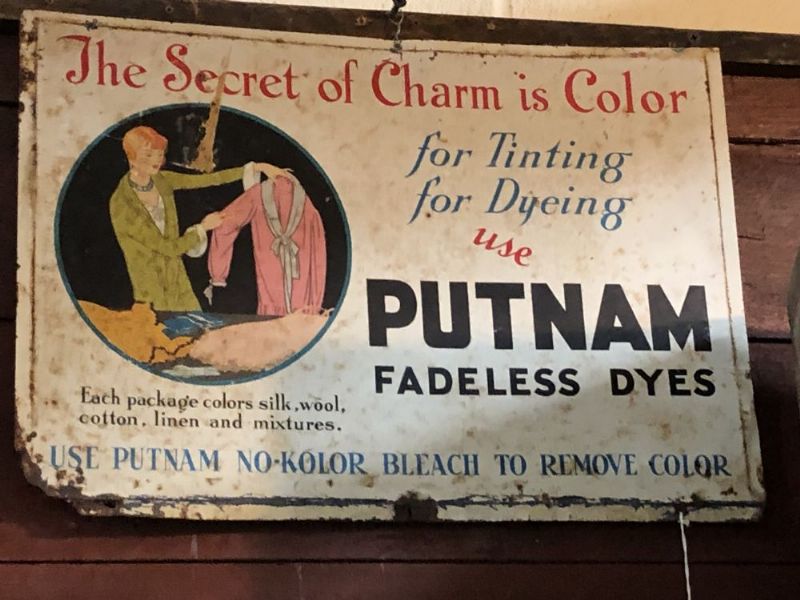 The Secret of Charm is Color
for Tinting
for Dyeing
use
PUTNAM
FADELESS DYES
Each package colors silk, wool,
cotton, linen and mixtures.
USE PUTNAM NO-KOLOR BLEACH TO REMOVE COLOR